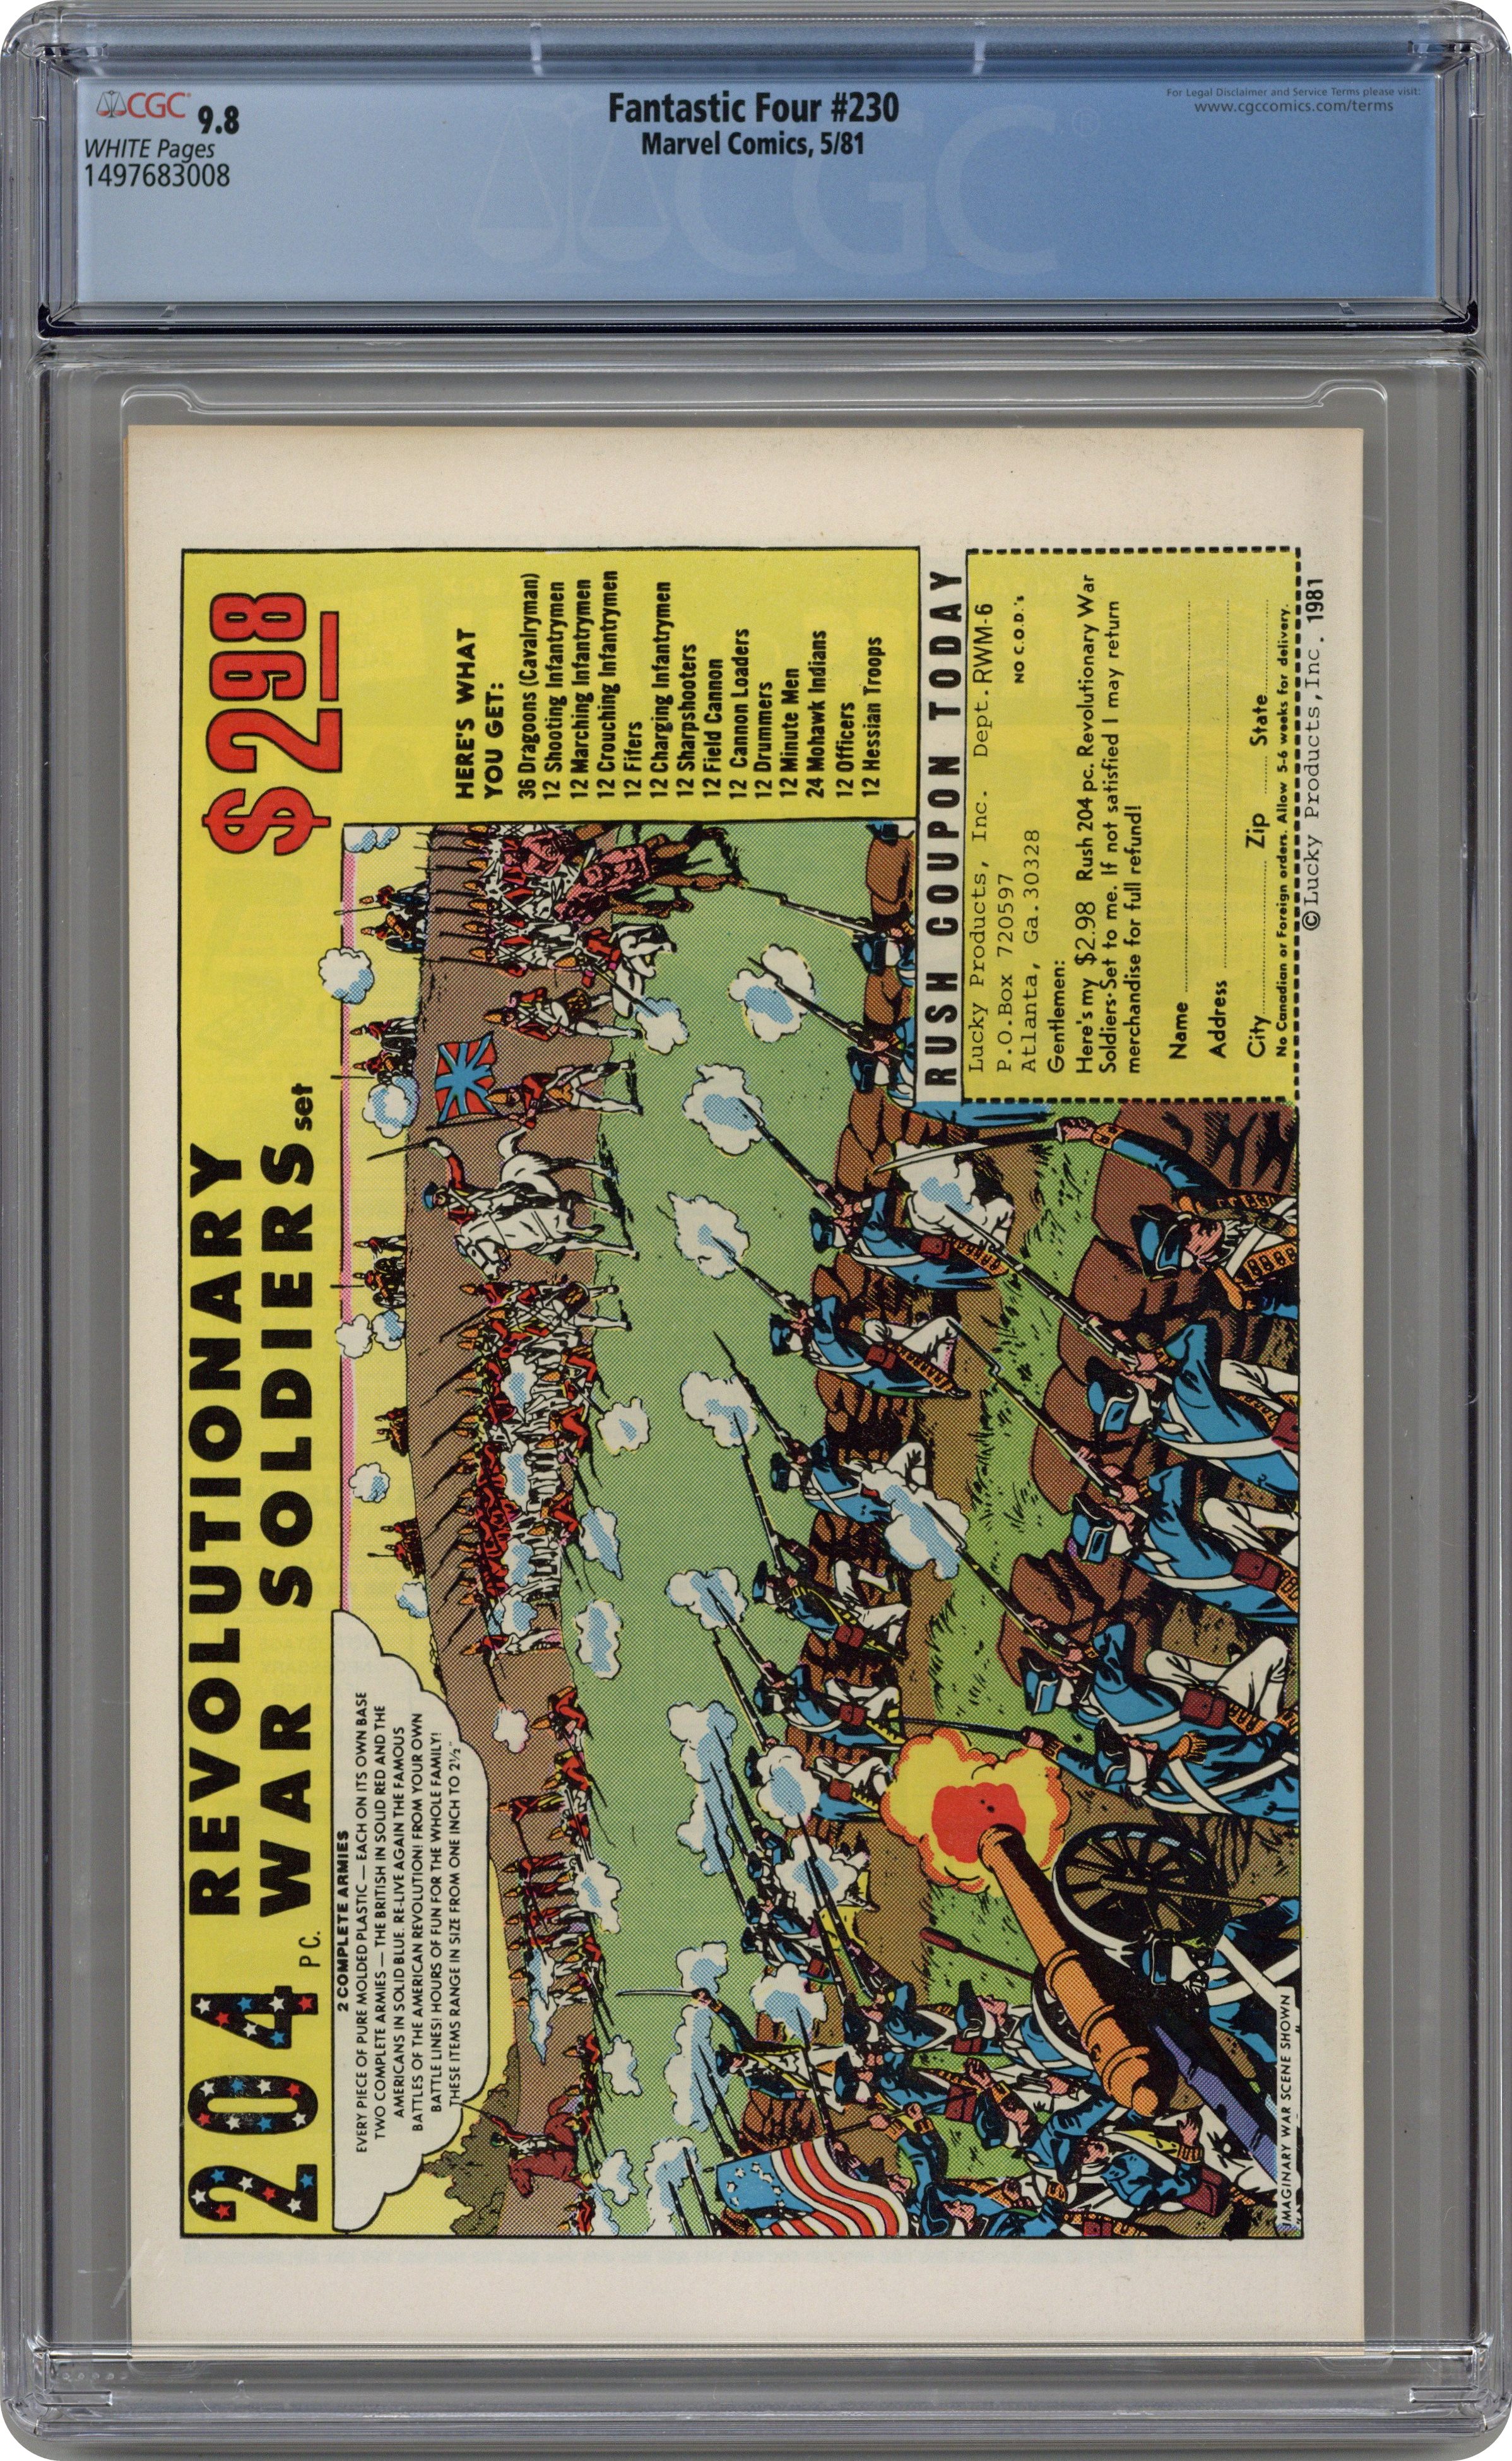 CGC 9.8
WHITE Pages
1497683008
Fantastic Four #230
Marvel Comics, 5/81
For Legal Disclaimer and Service Terms please visit:
www.cgccomics.com/terms
CGC
204 PC. REVOLUTIONARY
WAR SOLDIERS set
$298
2 COMPLETE ARMIES
EVERY PIECE OF PURE MOLDED PLASTIC — EACH ON ITS OWN BASE
TWO COMPLETE ARMIES — THE BRITISH IN SOLID RED AND THE
AMERICANS IN SOLID BLUE. RE-LIVE AGAIN THE FAMOUS
BATTLES OF THE AMERICAN REVOLUTION! FROM YOUR OWN
BATTLE LINES! HOURS OF FUN FOR THE WHOLE FAMILY!
THESE ITEMS RANGE IN SIZE FROM ONE INCH TO 2½"
HERE'S WHAT
YOU GET:
36 Dragoons (Cavalryman)
12 Shooting Infantrymen
12 Marching Infantrymen
12 Crouching Infantrymen
12 Fifers
12 Charging Infantrymen
12 Sharpshooters
12 Field Cannon
12 Cannon Loaders
12 Drummers
12 Minute Men
24 Mohawk Indians
12 Officers
12 Hessian Troops
RUSH COUPON TODAY
Lucky Products, Inc. Dept.RWM-6
P.O.Box 720597 NO C.O.D.'s
Atlanta, Ga.30328
Gentlemen:
Here's my $2.98 Rush 204 pc. Revolutionary War
Soldiers Set to me. If not satisfied I may return
merchandise for full refund!
Name
Address
City Zip State
No Canadian or Foreign orders. Allow 5-6 weeks for delivery.
IMAGINARY WAR SCENE SHOWN
©Lucky Products,Inc. 1981